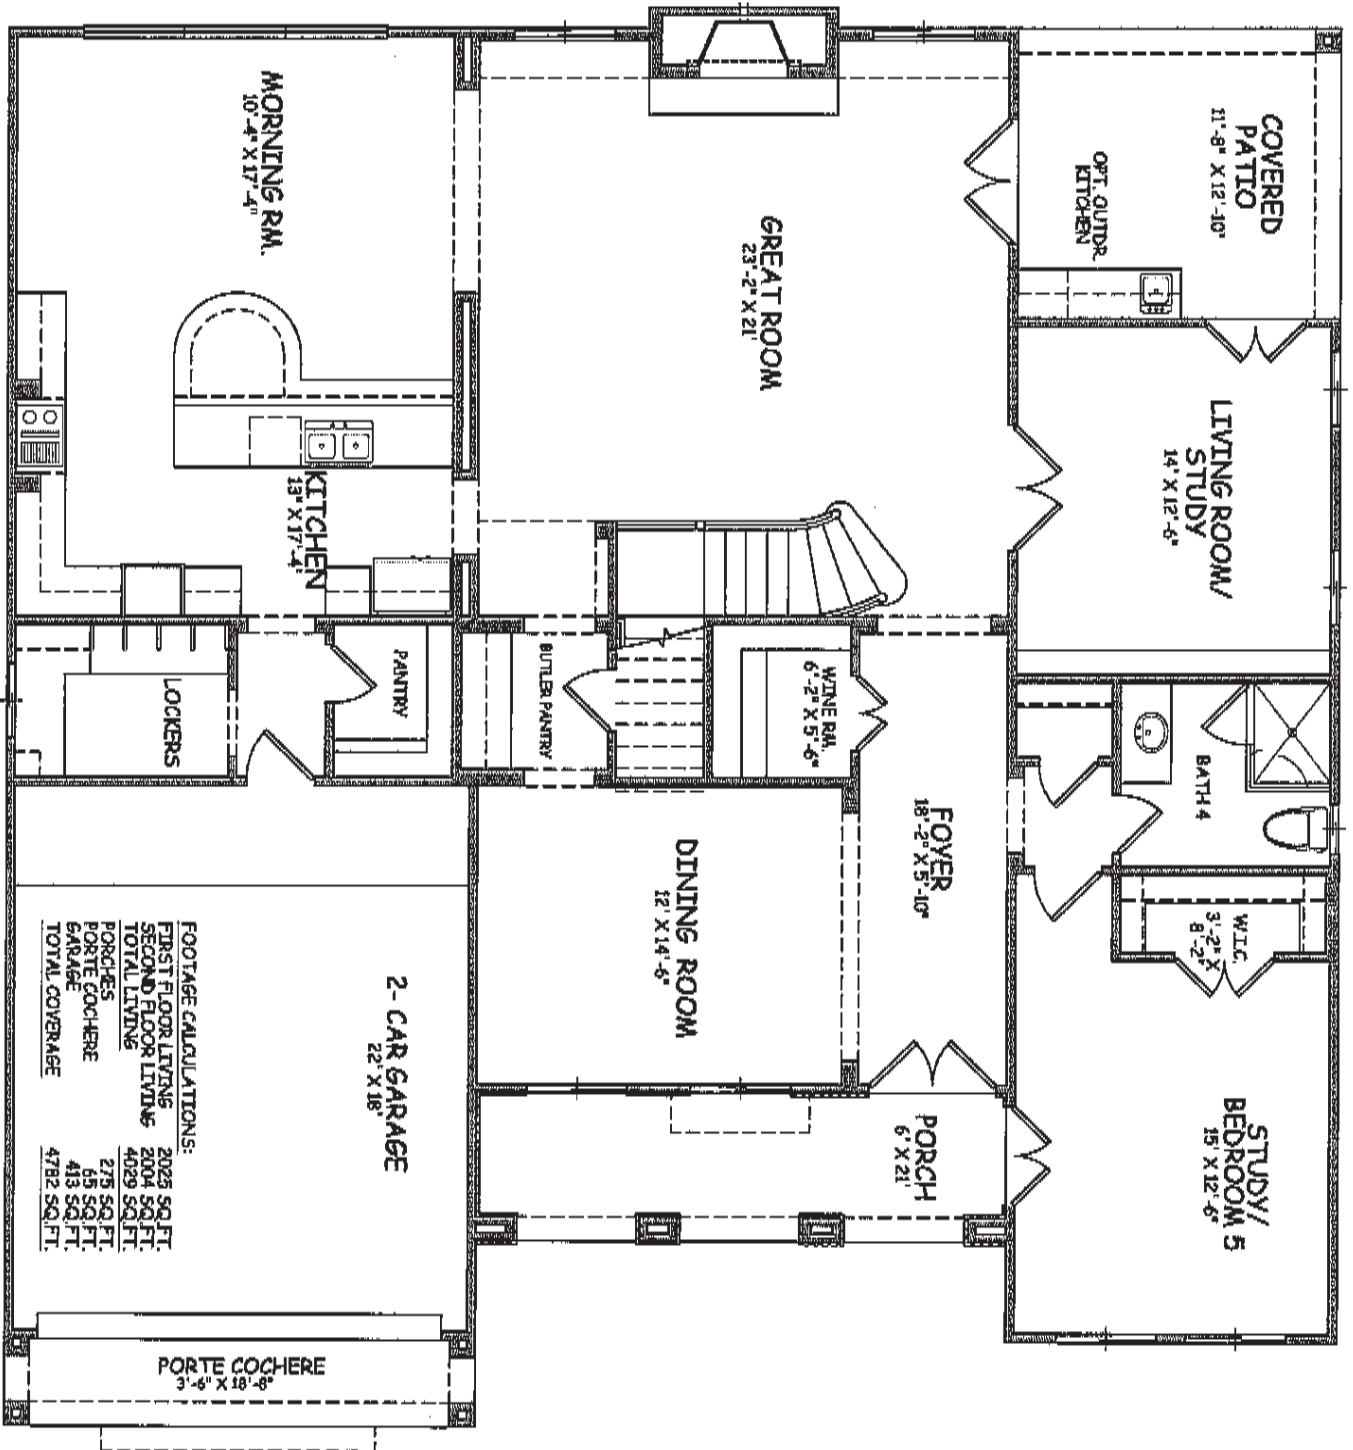 MORNING RM.
10'-4" X 17'-4"
GREAT ROOM
23'-2" X 21'
COVERED
PATIO
11'-8" X 12'-10"
OPT. OUTDR.
KITCHEN
LIVING ROOM/
STUDY
14' X 12'-6"
KITCHEN
13" X 17'-4"
LOCKERS
PANTRY
BUTLER PANTRY
WINE RM.
6'-2" X 5'-6"
FOYER
18'-2" X 5'-10"
BATH 4
W.I.C.
3'-2" X
8'-2"
DINING ROOM
12' X 14'-6"
STUDY/
BEDROOM 5
15' X 12'-6"
PORCH
6' X 21'
2- CAR GARAGE
22' X 18'
FOOTAGE CALCULATIONS:
FIRST FLOOR LIVING 2025 SQ.FT.
SECOND FLOOR LIVING 2004 SQ.FT.
TOTAL LIVING 4029 SQ.FT.
PORCHES 275 SQ.FT.
PORTE COCHERE 65 SQ.FT.
GARAGE 413 SQ.FT.
TOTAL COVERAGE 4782 SQ.FT.
PORTE COCHERE
3'-6" X 18'-8"